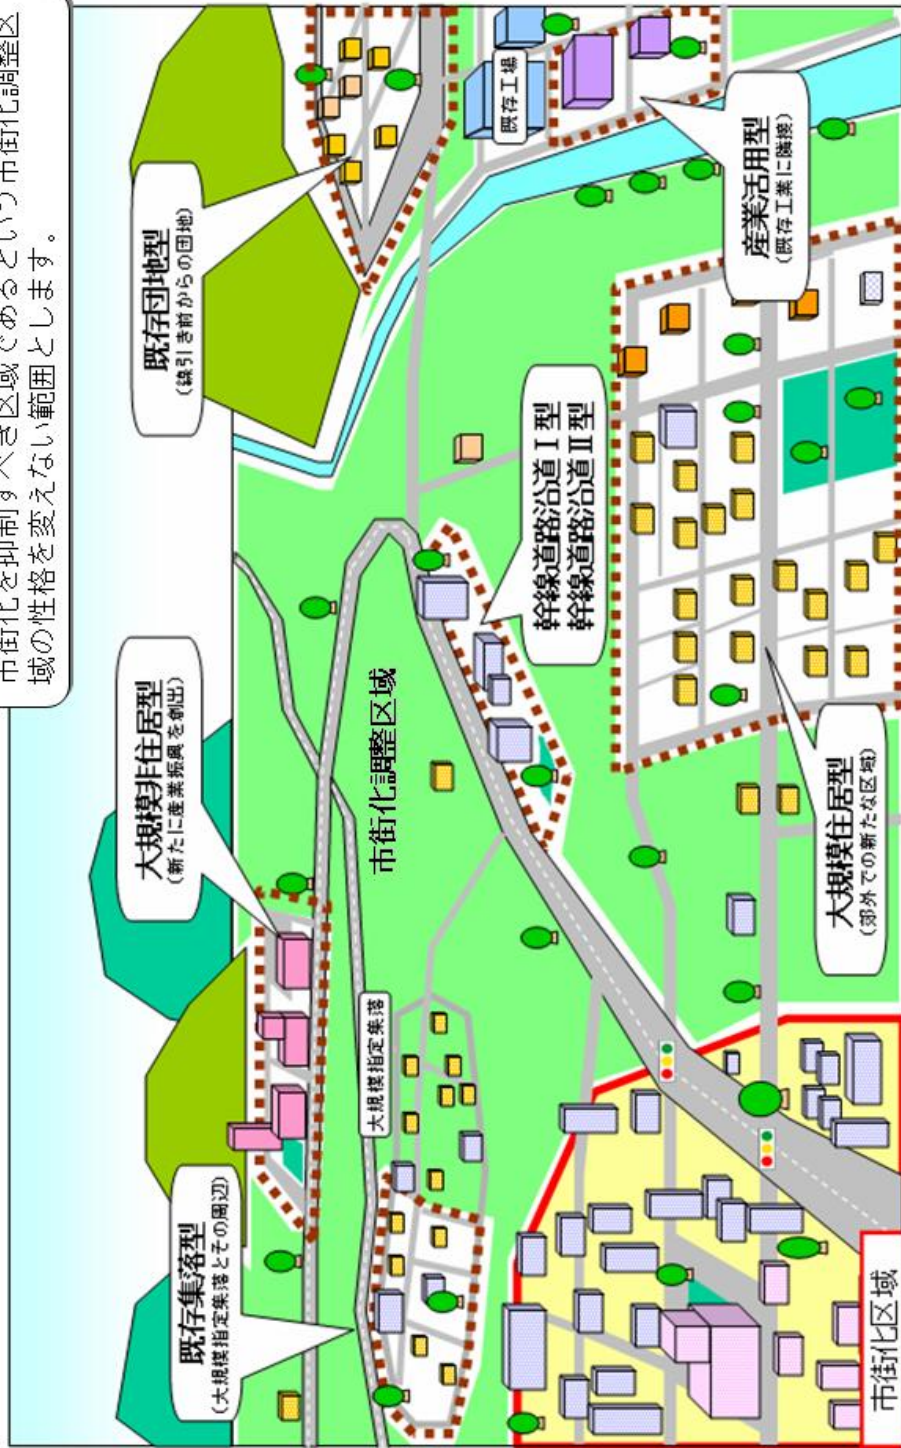 市街化を抑制すべき区域であるという市街化調整区
域の性格を変えない範囲とします。
既存集落型
(大規模指定集落とその周辺)
大規模非住居型
(新たに産業振興を創出)
既存団地型
(線引き前からの団地)
大規模指定集落
市街化調整区域
既存工場
幹線道路沿道Ⅰ型
幹線道路沿道Ⅱ型
産業活用型
(既存工業に隣接)
大規模住居型
(郊外での新たな区域)
市街化区域